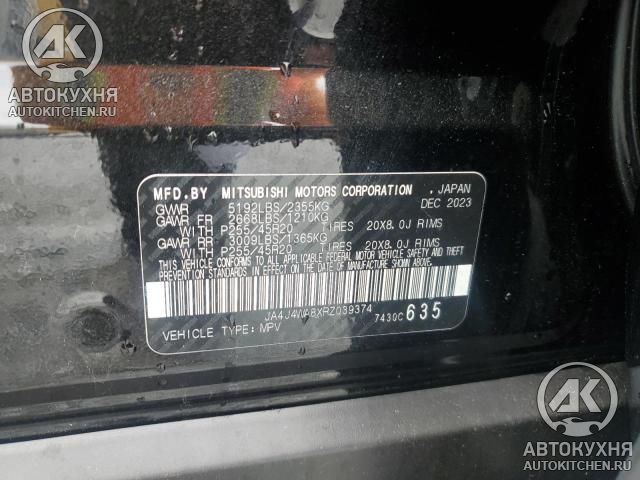 АВТОКУХНЯ
AUTOKITCHEN.RU
MFD.BY MITSUBISHI MOTORS CORPORATION . JAPAN
GVWR 5192LBS/2355KG DEC 2023
GAWR FR 2668LBS/1210KG
WITH P255/45R20 TIRES 20X8.0J RIMS
GAWR RR 3009LBS/1365KG
WITH P255/45R20 TIRES 20X8.0J RIMS
THIS VEHICLE CONFORMS TO ALL APPLICABLE FEDERAL MOTOR VEHICLE SAFETY AND THEFT
PREVENTION STANDARDS IN EFFECT ON THE DATE OF MANUFACTURE SHOWN ABOVE.
JA4J4WA8XRZ039374
VEHICLE TYPE: MPV 7430C 635
АК
АВТОКУХНЯ
AUTOKITCHEN.RU